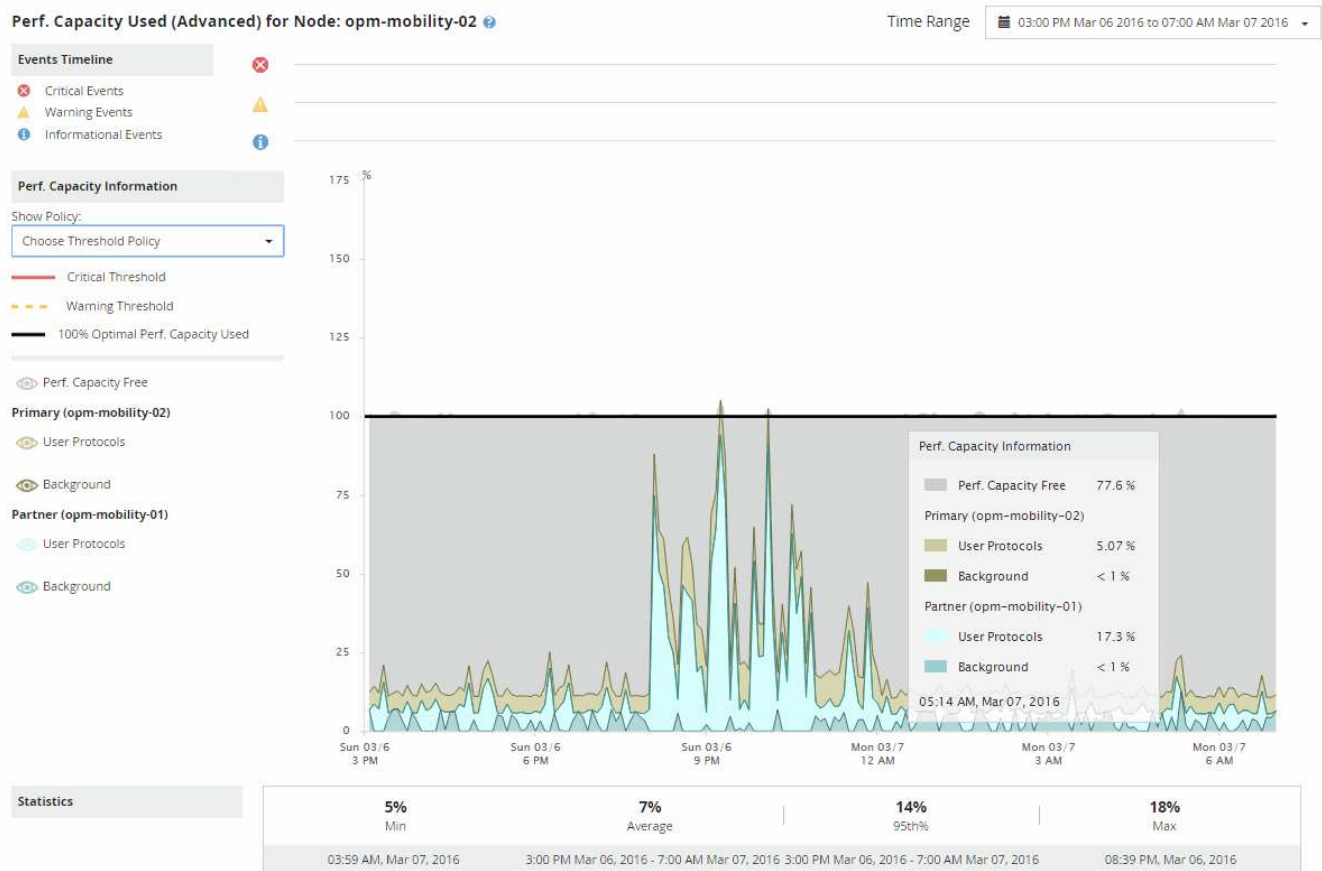 Perf. Capacity Used (Advanced) for Node: opm-mobility-02 ?
Time Range
03:00 PM Mar 06 2016 to 07:00 AM Mar 07 2016
Events Timeline
Critical Events
Warning Events
Informational Events
Perf. Capacity Information
Show Policy:
Choose Threshold Policy
Critical Threshold
Warning Threshold
100% Optimal Perf. Capacity Used
Perf. Capacity Free
Primary (opm-mobility-02)
User Protocols
Background
Partner (opm-mobility-01)
User Protocols
Background
%
175
150
125
100
75
50
25
0
Sun 03/6
3 PM
Sun 03/6
6 PM
Sun 03/6
9 PM
Mon 03/7
12 AM
Mon 03/7
3 AM
Mon 03/7
6 AM
Perf. Capacity Information
Perf. Capacity Free 77.6 %
Primary (opm-mobility-02)
User Protocols 5.07 %
Background < 1 %
Partner (opm-mobility-01)
User Protocols 17.3 %
Background < 1 %
05:14 AM, Mar 07, 2016
Statistics
5% 7% 14% 18%
Min Average 95th% Max
03:59 AM, Mar 07, 2016 3:00 PM Mar 06, 2016 - 7:00 AM Mar 07, 2016 3:00 PM Mar 06, 2016 - 7:00 AM Mar 07, 2016 08:39 PM, Mar 06, 2016